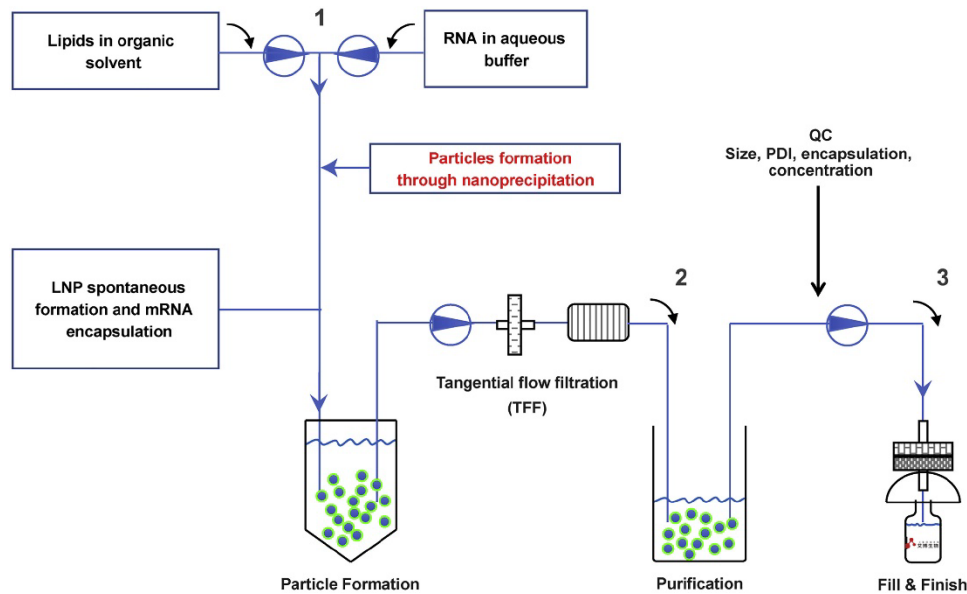 1
Lipids in organic
solvent
RNA in aqueous
buffer
Particles formation
through nanoprecipitation
QC
Size, PDI, encapsulation,
concentration
LNP spontaneous
formation and mRNA
encapsulation
2
3
Tangential flow filtration
(TFF)
Particle Formation
Purification
Fill & Finish